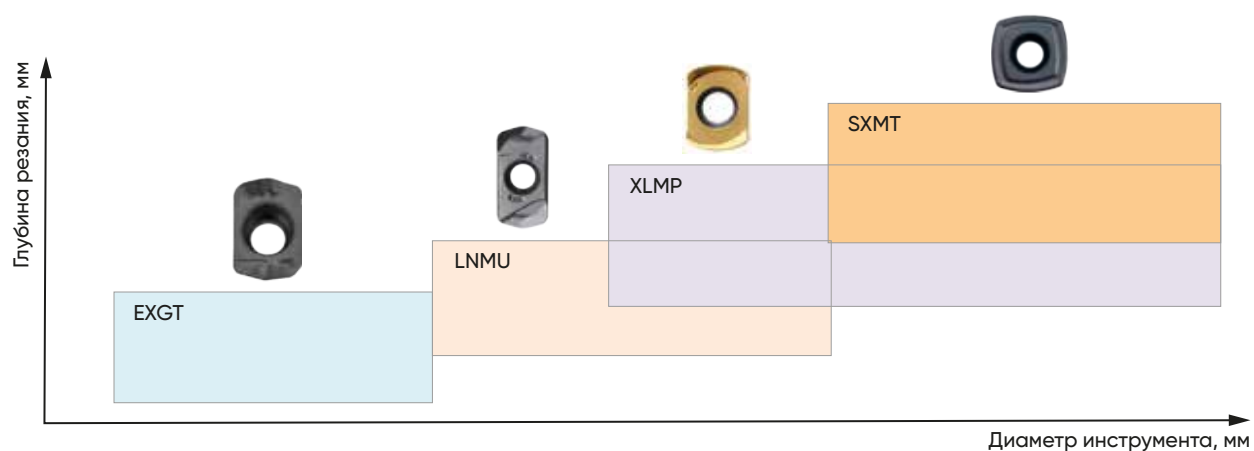 Глубина резания, мм
SXMT
XLMP
LNMU
EXGT
Диаметр инструмента, мм